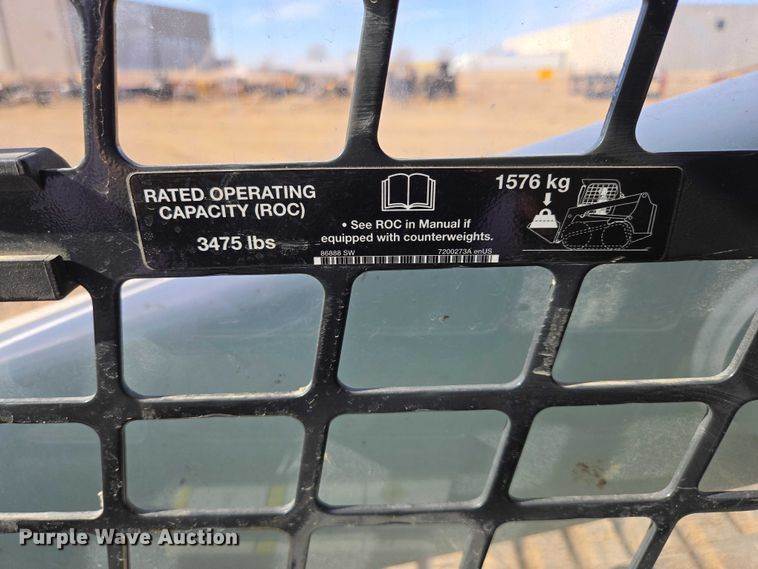 RATED OPERATING
CAPACITY (ROC)
3475 lbs
• See ROC in Manual if
equipped with counterweights.
86888 SW
7200273A enUS
1576 kg
Purple Wave Auction